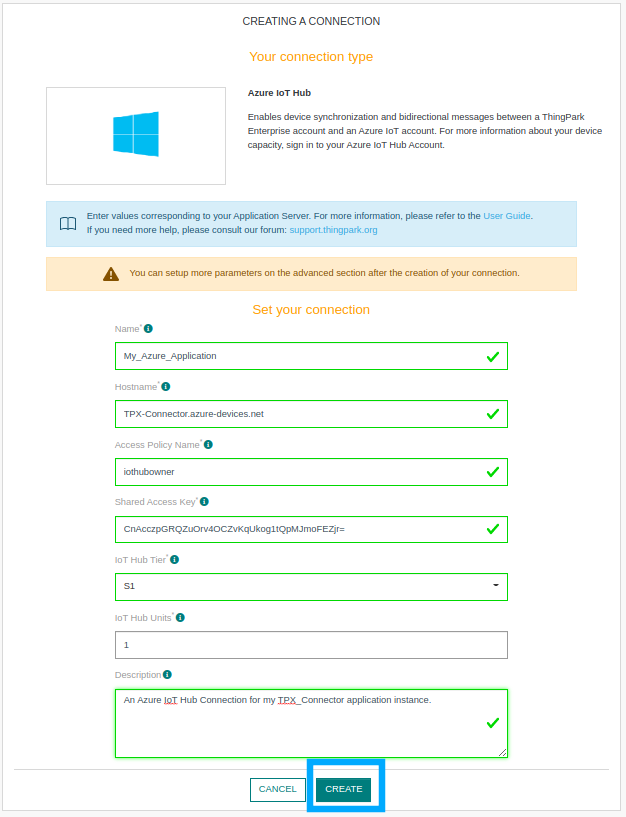 CREATING A CONNECTION
Your connection type
Azure IoT Hub
Enables device synchronization and bidirectional messages between a ThingPark
Enterprise account and an Azure IoT account. For more information about your device
capacity, sign in to your Azure IoT Hub Account.
Enter values corresponding to your Application Server. For more information, please refer to the User Guide.
If you need more help, please consult our forum: support.thingpark.org
You can setup more parameters on the advanced section after the creation of your connection.
Set your connection
Name*
My_Azure_Application
Hostname*
TPX-Connector.azure-devices.net
Access Policy Name*
iothubowner
Shared Access Key*
CnAcczpGRQZuOrv4OCZvKqUkog1tQpMJmoFEZjr=
IoT Hub Tier*
S1
IoT Hub Units*
1
Description
An Azure IoT Hub Connection for my TPX_Connector application instance.
CANCEL
CREATE